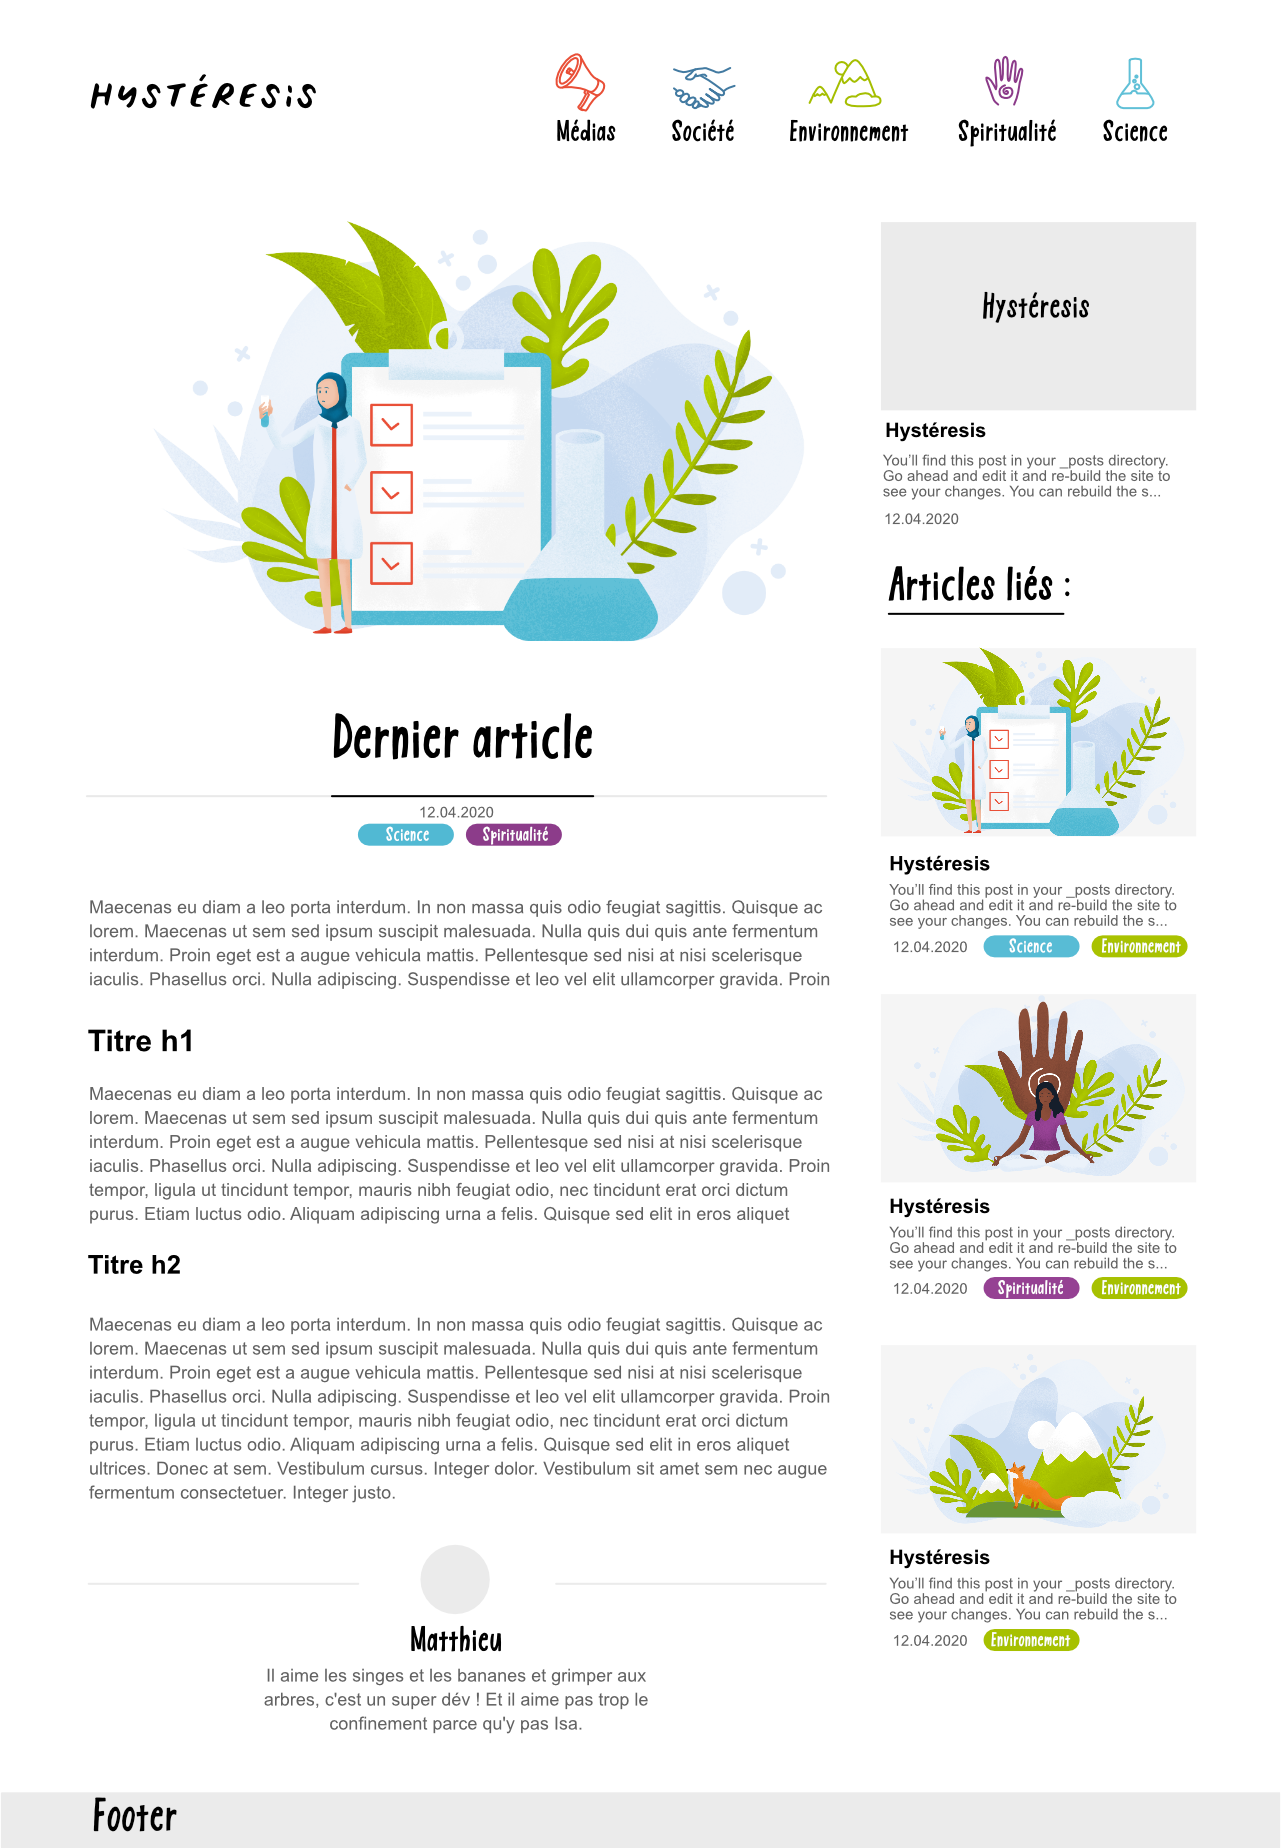 HYSTÉRESIS
Médias
Société
Environnement
Spiritualité
Science
Dernier article
12.04.2020
Science
Spiritualité
Maecenas eu diam a leo porta interdum. In non massa quis odio feugiat sagittis. Quisque ac
lorem. Maecenas ut sem sed ipsum suscipit malesuada. Nulla quis dui quis ante fermentum
interdum. Proin eget est a augue vehicula mattis. Pellentesque sed nisi at nisi scelerisque
iaculis. Phasellus orci. Nulla adipiscing. Suspendisse et leo vel elit ullamcorper gravida. Proin
Titre h1
Maecenas eu diam a leo porta interdum. In non massa quis odio feugiat sagittis. Quisque ac
lorem. Maecenas ut sem sed ipsum suscipit malesuada. Nulla quis dui quis ante fermentum
interdum. Proin eget est a augue vehicula mattis. Pellentesque sed nisi at nisi scelerisque
iaculis. Phasellus orci. Nulla adipiscing. Suspendisse et leo vel elit ullamcorper gravida. Proin
tempor, ligula ut tincidunt tempor, mauris nibh feugiat odio, nec tincidunt erat orci dictum
purus. Etiam luctus odio. Aliquam adipiscing urna a felis. Quisque sed elit in eros aliquet
Titre h2
Maecenas eu diam a leo porta interdum. In non massa quis odio feugiat sagittis. Quisque ac
lorem. Maecenas ut sem sed ipsum suscipit malesuada. Nulla quis dui quis ante fermentum
interdum. Proin eget est a augue vehicula mattis. Pellentesque sed nisi at nisi scelerisque
iaculis. Phasellus orci. Nulla adipiscing. Suspendisse et leo vel elit ullamcorper gravida. Proin
tempor, ligula ut tincidunt tempor, mauris nibh feugiat odio, nec tincidunt erat orci dictum
purus. Etiam luctus odio. Aliquam adipiscing urna a felis. Quisque sed elit in eros aliquet
ultrices. Donec at sem. Vestibulum cursus. Integer dolor. Vestibulum sit amet sem nec augue
fermentum consectetuer. Integer justo.
Matthieu
Il aime les singes et les bananes et grimper aux
arbres, c'est un super dév ! Et il aime pas trop le
confinement parce qu'y pas Isa.
Hystéresis
Hystéresis
You'll find this post in your _posts directory.
Go ahead and edit it and re-build the site to
see your changes. You can rebuild the s...
12.04.2020
Articles liés :
Hystéresis
You'll find this post in your _posts directory.
Go ahead and edit it and re-build the site to
see your changes. You can rebuild the s...
12.04.2020 Science Environnement
Hystéresis
You'll find this post in your _posts directory.
Go ahead and edit it and re-build the site to
see your changes. You can rebuild the s...
12.04.2020 Spiritualité Environnement
Hystéresis
You'll find this post in your _posts directory.
Go ahead and edit it and re-build the site to
see your changes. You can rebuild the s...
12.04.2020 Environnement
Footer